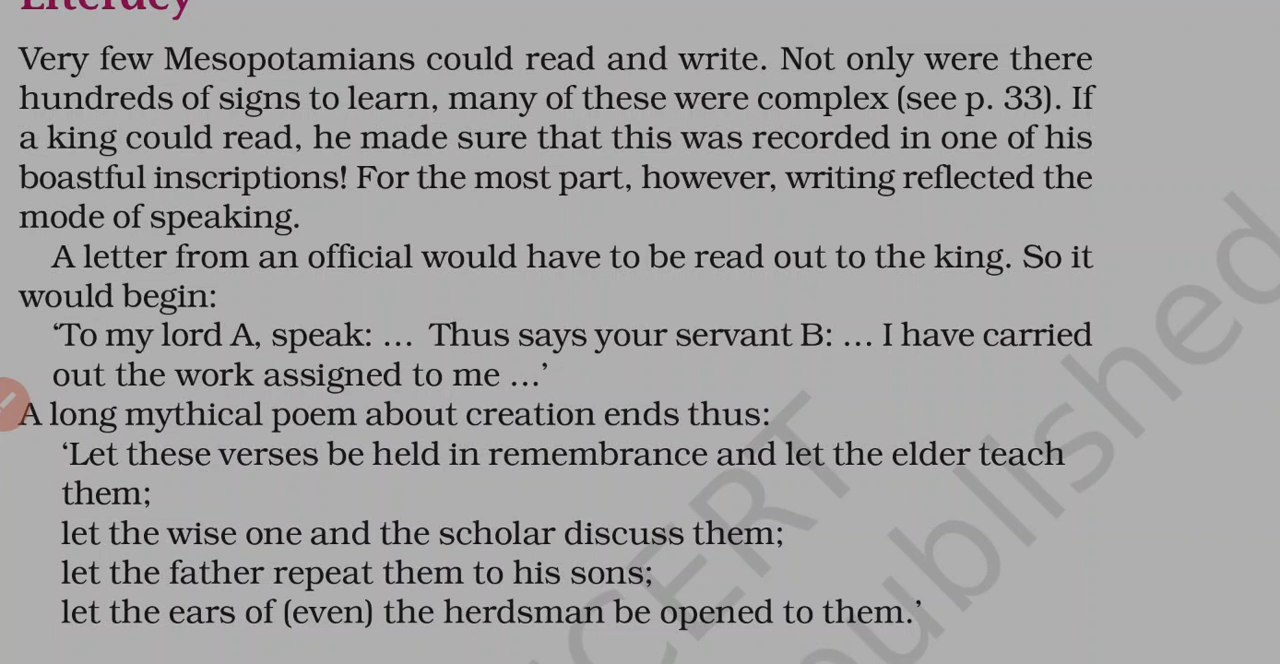 Literacy
Very few Mesopotamians could read and write. Not only were there
hundreds of signs to learn, many of these were complex (see p. 33). If
a king could read, he made sure that this was recorded in one of his
boastful inscriptions! For the most part, however, writing reflected the
mode of speaking.
A letter from an official would have to be read out to the king. So it
would begin:
‘To my lord A, speak: … Thus says your servant B: … I have carried
out the work assigned to me …’
A long mythical poem about creation ends thus:
‘Let these verses be held in remembrance and let the elder teach
them;
let the wise one and the scholar discuss them;
let the father repeat them to his sons;
let the ears of (even) the herdsman be opened to them.’
CERT
ublished